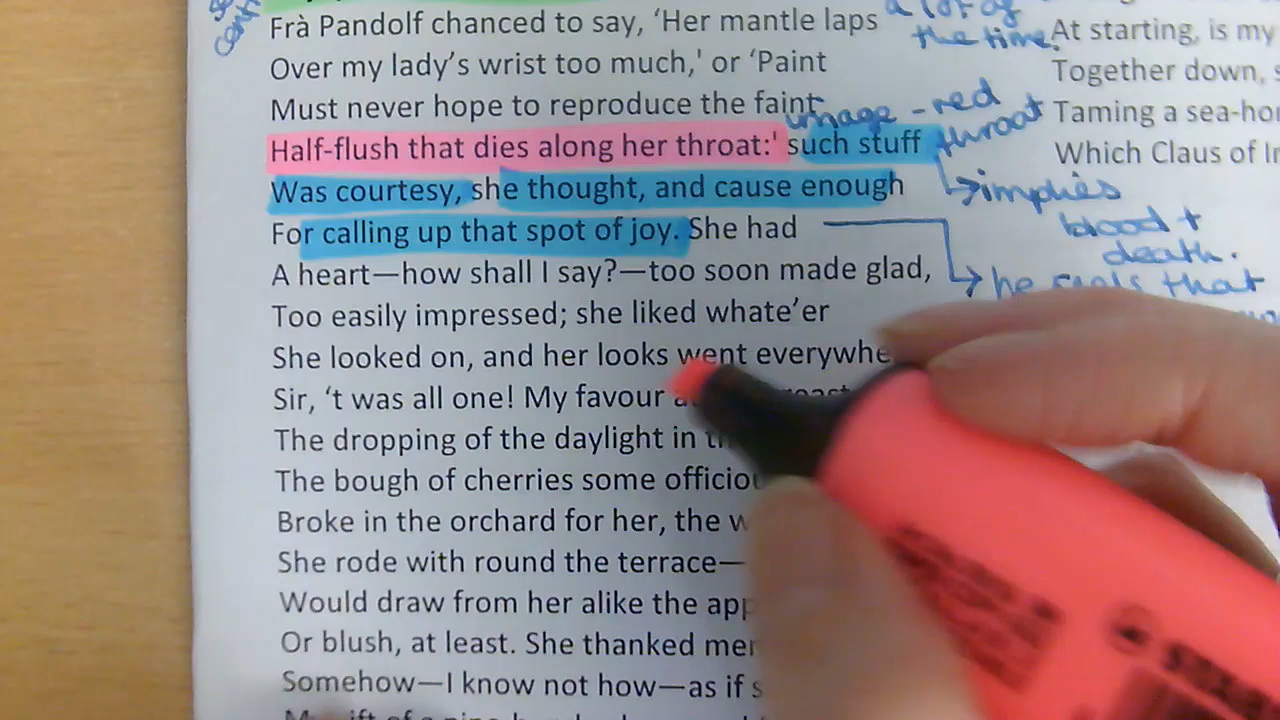 Frà Pandolf chanced to say, ‘Her mantle laps
Over my lady’s wrist too much,' or ‘Paint
Must never hope to reproduce the faint
Half-flush that dies along her throat:' such stuff
Was courtesy, she thought, and cause enough
For calling up that spot of joy. She had
A heart—how shall I say?—too soon made glad,
Too easily impressed; she liked whate’er
She looked on, and her looks went everywhe
Sir, ‘t was all one! My favour
The dropping of the daylight in
The bough of cherries some
Broke in the orchard for her, the
She rode with round the terrace—
Would draw from her alike the
Or blush, at least. She thanked
Somehow—I know not how—as if
a lot of
the time.
image - red
throat
implies
blood +
death.
he feels that
At starting, is my
Together down,
Taming a
Which Claus of